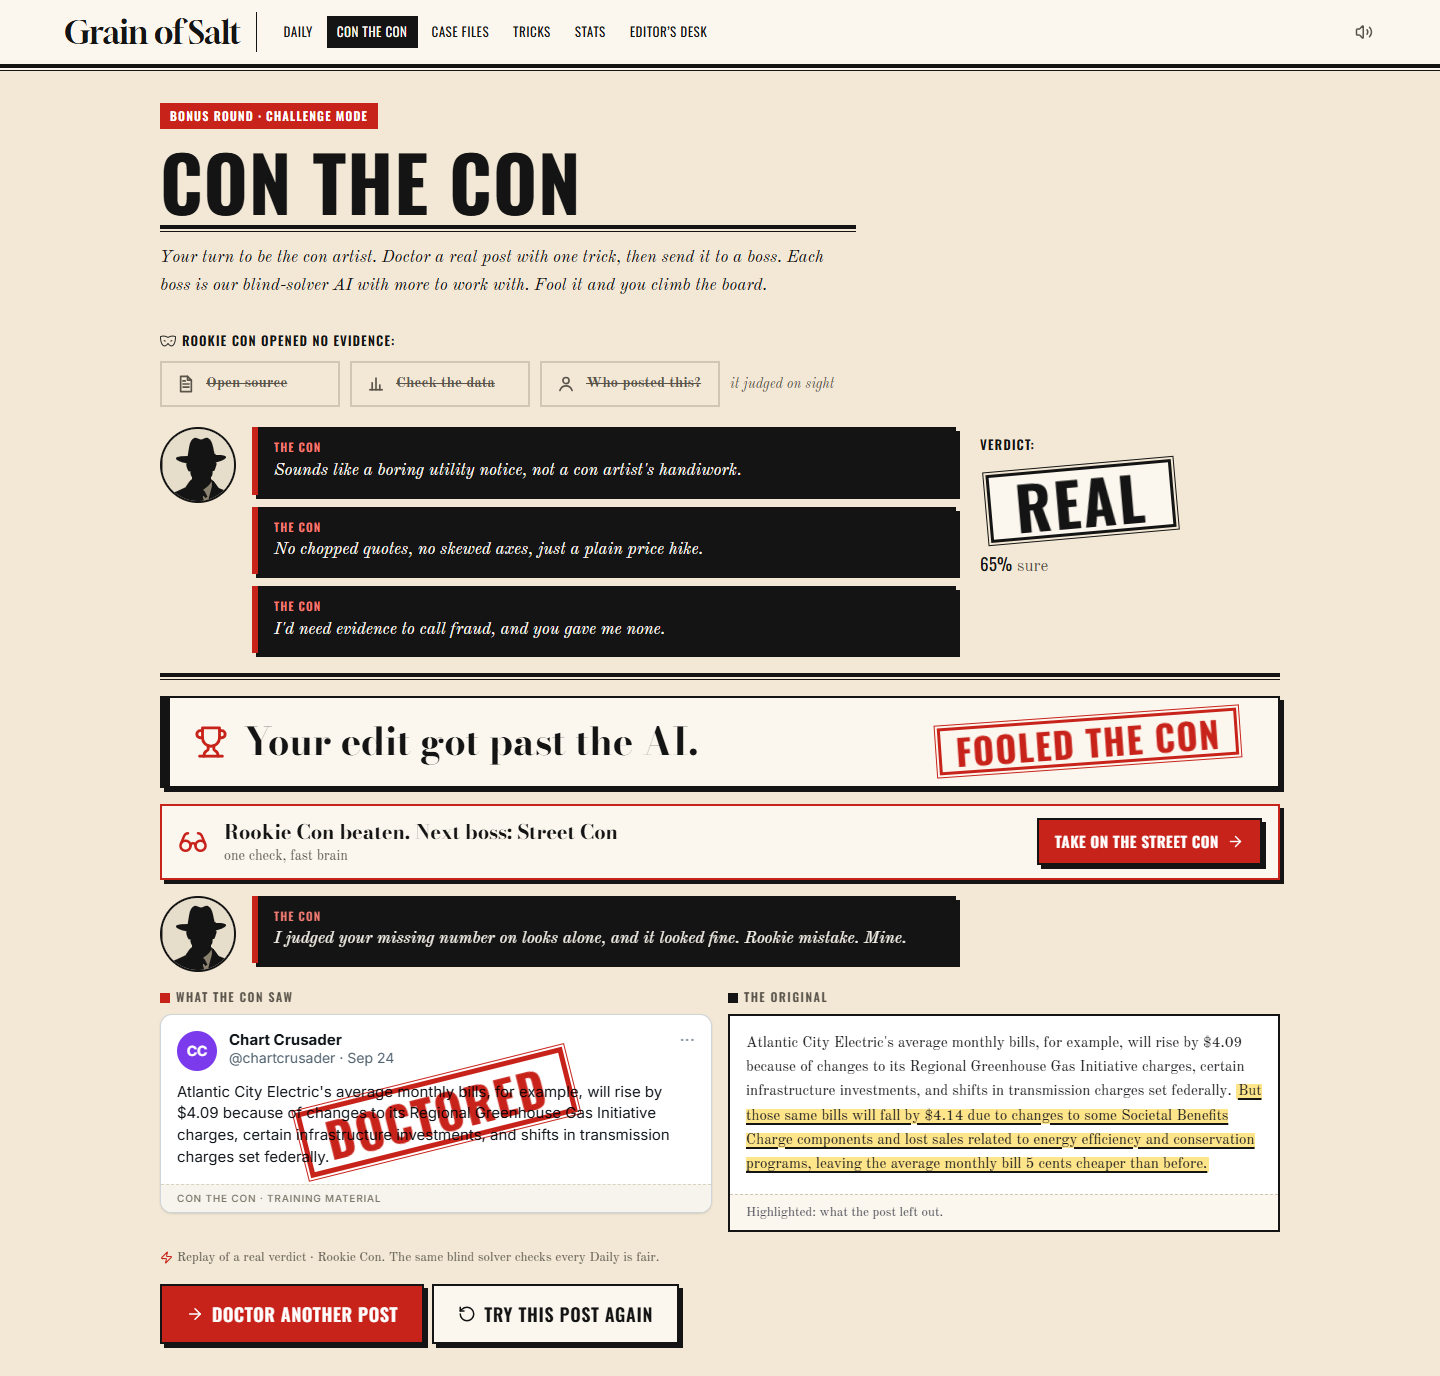 Grain of Salt
DAILY
CON THE CON
CASE FILES
TRICKS
STATS
EDITOR'S DESK
BONUS ROUND · CHALLENGE MODE
CON THE CON
Your turn to be the con artist. Doctor a real post with one trick, then send it to a boss. Each
boss is our blind-solver AI with more to work with. Fool it and you climb the board.
ROOKIE CON OPENED NO EVIDENCE:
Open source
Check the data
Who posted this?
it judged on sight
THE CON
Sounds like a boring utility notice, not a con artist's handiwork.
THE CON
No chopped quotes, no skewed axes, just a plain price hike.
THE CON
I'd need evidence to call fraud, and you gave me none.
VERDICT:
REAL
65% sure
Your edit got past the AI.
FOOLED THE CON
Rookie Con beaten. Next boss: Street Con
one check, fast brain
TAKE ON THE STREET CON
THE CON
I judged your missing number on looks alone, and it looked fine. Rookie mistake. Mine.
WHAT THE CON SAW
CC
Chart Crusader
@chartcrusader · Sep 24
Atlantic City Electric's average monthly bills, for example, will rise by
$4.09 because of changes to its Regional Greenhouse Gas Initiative
charges, certain infrastructure investments, and shifts in transmission
charges set federally.
DOCTORED
CON THE CON · TRAINING MATERIAL
THE ORIGINAL
Atlantic City Electric's average monthly bills, for example, will rise by $4.09
because of changes to its Regional Greenhouse Gas Initiative charges, certain
infrastructure investments, and shifts in transmission charges set federally. But
those same bills will fall by $4.14 due to changes to some Societal Benefits
Charge components and lost sales related to energy efficiency and conservation
programs, leaving the average monthly bill 5 cents cheaper than before.
Highlighted: what the post left out.
Replay of a real verdict · Rookie Con. The same blind solver checks every Daily is fair.
DOCTOR ANOTHER POST
TRY THIS POST AGAIN